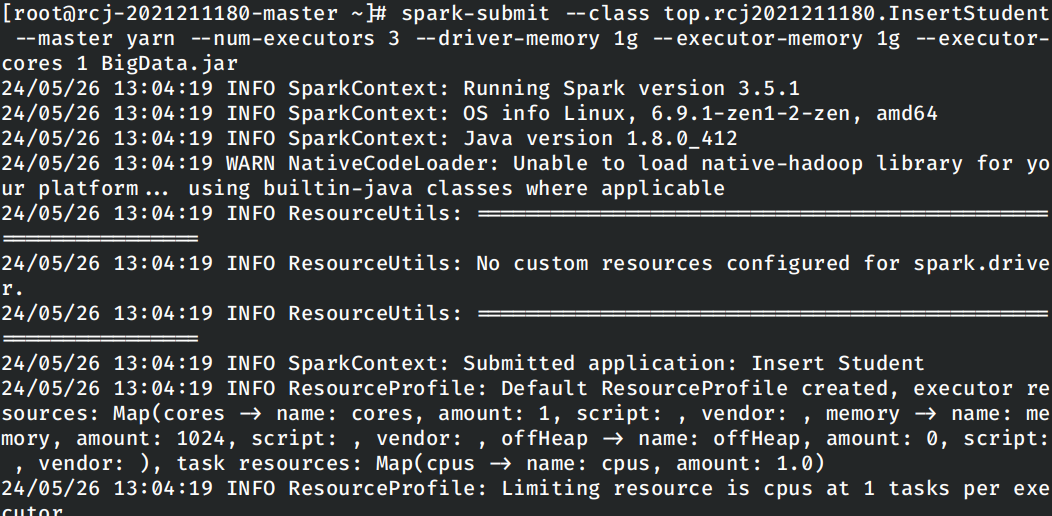 [root@rcj-2021211180-master ~]# spark-submit --class top.rcj2021211180.InsertStudent
 --master yarn --num-executors 3 --driver-memory 1g --executor-memory 1g --executor-
cores 1 BigData.jar
24/05/26 13:04:19 INFO SparkContext: Running Spark version 3.5.1
24/05/26 13:04:19 INFO SparkContext: OS info Linux, 6.9.1-zen1-2-zen, amd64
24/05/26 13:04:19 INFO SparkContext: Java version 1.8.0_412
24/05/26 13:04:19 WARN NativeCodeLoader: Unable to load native-hadoop library for yo
ur platform... using builtin-java classes where applicable
24/05/26 13:04:19 INFO ResourceUtils: ==============================================
================
24/05/26 13:04:19 INFO ResourceUtils: No custom resources configured for spark.drive
r.
24/05/26 13:04:19 INFO ResourceUtils: ==============================================
================
24/05/26 13:04:19 INFO SparkContext: Submitted application: Insert Student
24/05/26 13:04:19 INFO ResourceProfile: Default ResourceProfile created, executor re
sources: Map(cores -> name: cores, amount: 1, script: , vendor: , memory -> name: me
mory, amount: 1024, script: , vendor: , offHeap -> name: offHeap, amount: 0, script:
 , vendor: ), task resources: Map(cpus -> name: cpus, amount: 1.0)
24/05/26 13:04:19 INFO ResourceProfile: Limiting resource is cpus at 1 tasks per exe
cutor